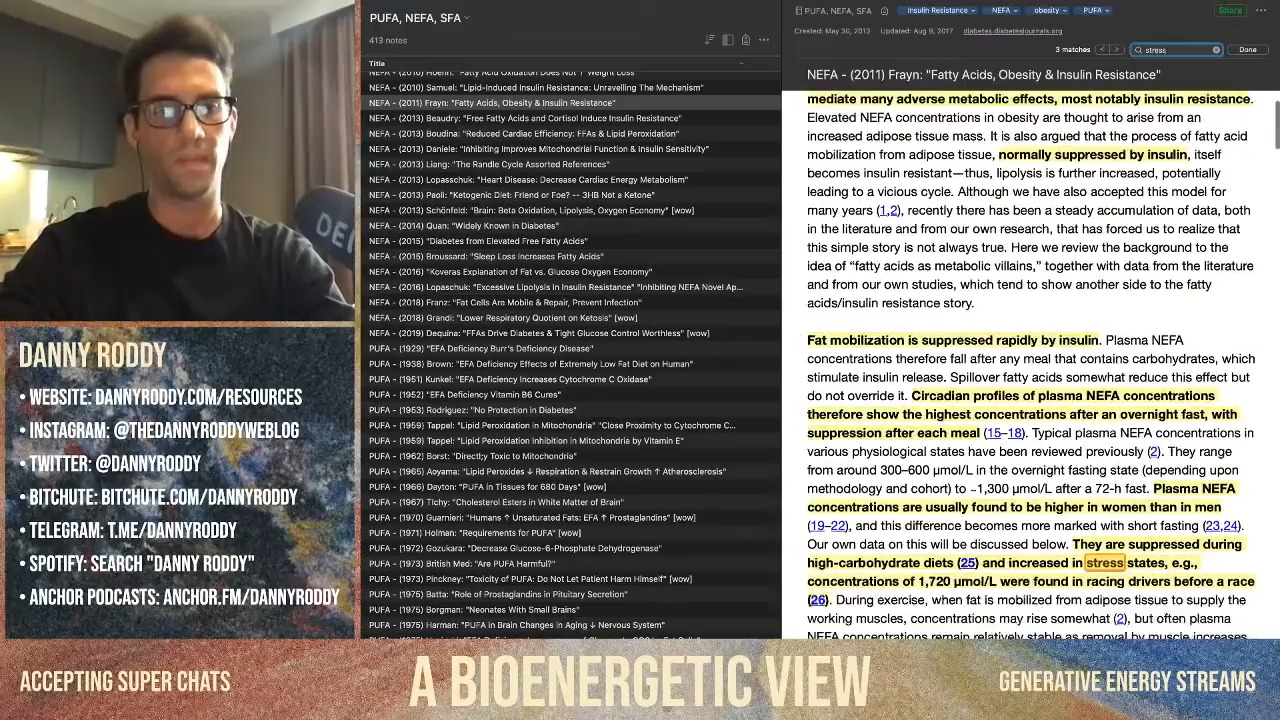 DANNY RODDY
• WEBSITE: DANNYRODDY.COM/RESOURCES
• INSTAGRAM: @THEDANNYRODDYWEBLOG
• TWITTER: @DANNYRODDY
• BITCHUTE: BITCHUTE.COM/DANNYRODDY
• TELEGRAM: T.ME/DANNYRODDY
• SPOTIFY: SEARCH "DANNY RODDY"
• ANCHOR PODCASTS: ANCHOR.FM/DANNYRODDY
PUFA, NEFA, SFA
413 notes
Title
NEFA - (2010) Hoehn: "Fatty Acid Oxidation Does Not ↑ Weight Loss"
NEFA - (2010) Samuel: "Lipid-Induced Insulin Resistance: Unravelling The Mechanism"
NEFA - (2011) Frayn: "Fatty Acids, Obesity & Insulin Resistance"
NEFA - (2013) Beaudry: "Free Fatty Acids and Cortisol Induce Insulin Resistance"
NEFA - (2013) Boudina: "Reduced Cardiac Efficiency: FFAs & Lipid Peroxidation"
NEFA - (2013) Daniele: "Inhibiting Improves Mitochondrial Function & Insulin Sensitivity"
NEFA - (2013) Liang: "The Randle Cycle Assorted References"
NEFA - (2013) Lopasschuk: "Heart Disease: Decrease Cardiac Energy Metabolism"
NEFA - (2013) Paoli: "Ketogenic Diet: Friend or Foe? -- 3HB Not a Ketone"
NEFA - (2013) Schönfeld: "Brain: Beta Oxidation, Lipolysis, Oxygen Economy" [wow]
NEFA - (2014) Quan: "Widely Known in Diabetes"
NEFA - (2015) "Diabetes from Elevated Free Fatty Acids"
NEFA - (2015) Broussard: "Sleep Loss Increases Fatty Acids"
NEFA - (2016) "Koveras Explanation of Fat vs. Glucose Oxygen Economy"
NEFA - (2016) Lopaschuk: "Excessive Lipolysis in Insulin Resistance" "Inhibiting NEFA Novel Ap...
NEFA - (2018) Franz: "Fat Cells Are Mobile & Repair, Prevent Infection"
NEFA - (2018) Grandl: "Lower Respiratory Quotient on Ketosis" [wow]
NEFA - (2019) Dequina: "FFAs Drive Diabetes & Tight Glucose Control Worthless" [wow]
PUFA - (1929) "EFA Deficiency Burr's Deficiency Disease"
PUFA - (1938) Brown: "EFA Deficiency Effects of Extremely Low Fat Diet on Human"
PUFA - (1951) Kunkel: "EFA Deficiency Increases Cytochrome C Oxidase"
PUFA - (1952) "EFA Deficiency Vitamin B6 Cures"
PUFA - (1953) Rodriguez: "No Protection in Diabetes"
PUFA - (1959) Tappel: "Lipid Peroxidation in Mitochondria" "Close Proximity to Cytochrome C...
PUFA - (1959) Tappel: "Lipid Peroxidation Inhibition in Mitochondria by Vitamin E"
PUFA - (1962) Borst: "Directly Toxic to Mitochondria"
PUFA - (1965) Aoyama: "Lipid Peroxides ↓ Respiration & Restrain Growth ↑ Atherosclerosis"
PUFA - (1966) Dayton: "PUFA in Tissues for 680 Days" [wow]
PUFA - (1967) Tichy: "Cholesterol Esters in White Matter of Brain"
PUFA - (1970) Guarnieri: "Humans ↑ Unsaturated Fats: EFA ↑ Prostaglandins" [wow]
PUFA - (1971) Holman: "Requirements for PUFA" [wow]
PUFA - (1972) Gozukara: "Decrease Glucose-6-Phosphate Dehydrogenase"
PUFA - (1973) British Med: "Are PUFA Harmful?"
PUFA - (1973) Pinckney: "Toxicity of PUFA: Do Not Let Patient Harm Himself" [wow]
PUFA - (1975) Batta: "Role of Prostaglandins in Pituitary Secretion"
PUFA - (1975) Borgman: "Neonates With Small Brains"
PUFA - (1975) Harman: "PUFA in Brain Changes in Aging ↓ Nervous System"
PUFA, NEFA, SFA
Insulin Resistance
NEFA
obesity
PUFA
Share
Created: May 30, 2013 Updated: Aug 9, 2017 diabetes.diabetesjournals.org
3 matches
stress
Done
NEFA - (2011) Frayn: "Fatty Acids, Obesity & Insulin Resistance"
mediate many adverse metabolic effects, most notably insulin resistance.
Elevated NEFA concentrations in obesity are thought to arise from an
increased adipose tissue mass. It is also argued that the process of fatty acid
mobilization from adipose tissue, normally suppressed by insulin, itself
becomes insulin resistant—thus, lipolysis is further increased, potentially
leading to a vicious cycle. Although we have also accepted this model for
many years (1,2), recently there has been a steady accumulation of data, both
in the literature and from our own research, that has forced us to realize that
this simple story is not always true. Here we review the background to the
idea of “fatty acids as metabolic villains,” together with data from the literature
and from our own studies, which tend to show another side to the fatty
acids/insulin resistance story.
Fat mobilization is suppressed rapidly by insulin. Plasma NEFA
concentrations therefore fall after any meal that contains carbohydrates, which
stimulate insulin release. Spillover fatty acids somewhat reduce this effect but
do not override it. Circadian profiles of plasma NEFA concentrations
therefore show the highest concentrations after an overnight fast, with
suppression after each meal (15–18). Typical plasma NEFA concentrations in
various physiological states have been reviewed previously (2). They range
from around 300–600 μmol/L in the overnight fasting state (depending upon
methodology and cohort) to ~1,300 μmol/L after a 72-h fast. Plasma NEFA
concentrations are usually found to be higher in women than in men
(19–22), and this difference becomes more marked with short fasting (23,24).
Our own data on this will be discussed below. They are suppressed during
high-carbohydrate diets (25) and increased in stress states, e.g.,
concentrations of 1,720 μmol/L were found in racing drivers before a race
(26). During exercise, when fat is mobilized from adipose tissue to supply the
working muscles, concentrations may rise somewhat (2), but often plasma
NEFA concentrations remain relatively stable as removal by muscle increases
ACCEPTING SUPER CHATS
A BIOENERGETIC VIEW
GENERATIVE ENERGY STREAMS